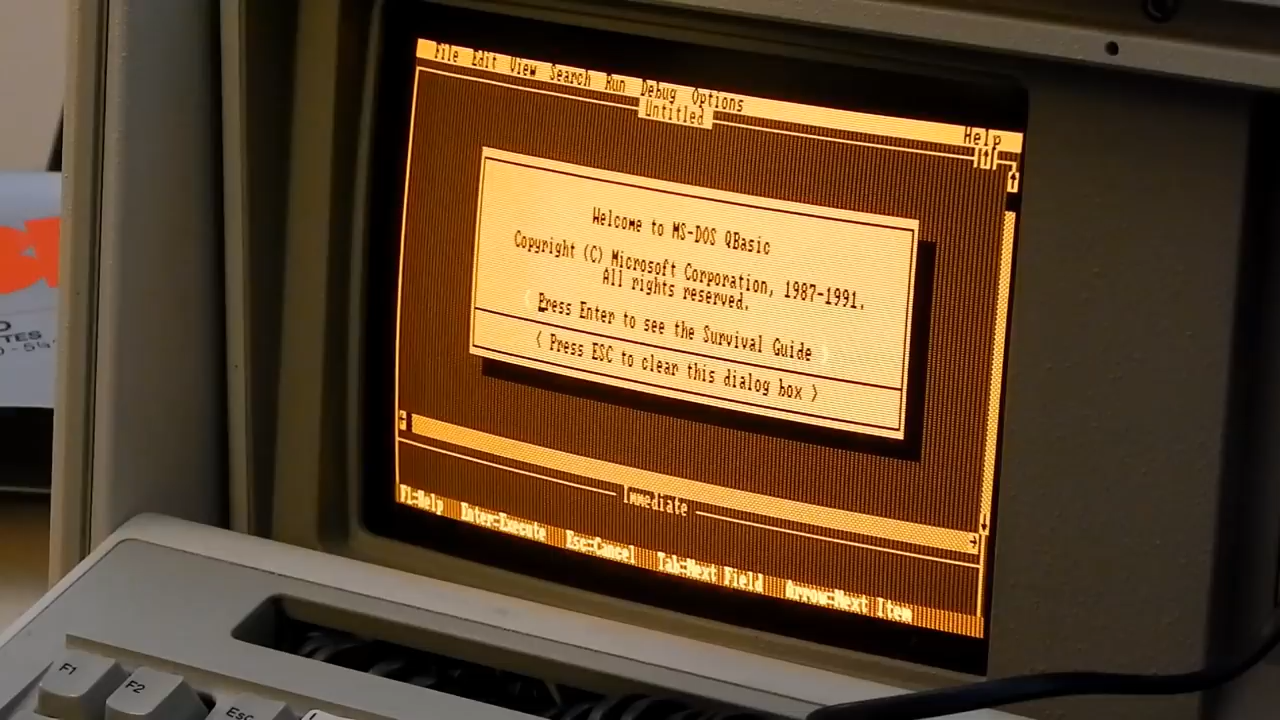 File Edit View Search Run Debug Options Help
Untitled
Welcome to MS-DOS QBasic
Copyright (C) Microsoft Corporation, 1987-1991.
All rights reserved.
Press Enter to see the Survival Guide
< Press ESC to clear this dialog box >
Immediate
F1=Help Enter=Execute Esc=Cancel Tab=Next Field Arrow=Next Item
F1
F2
Esc